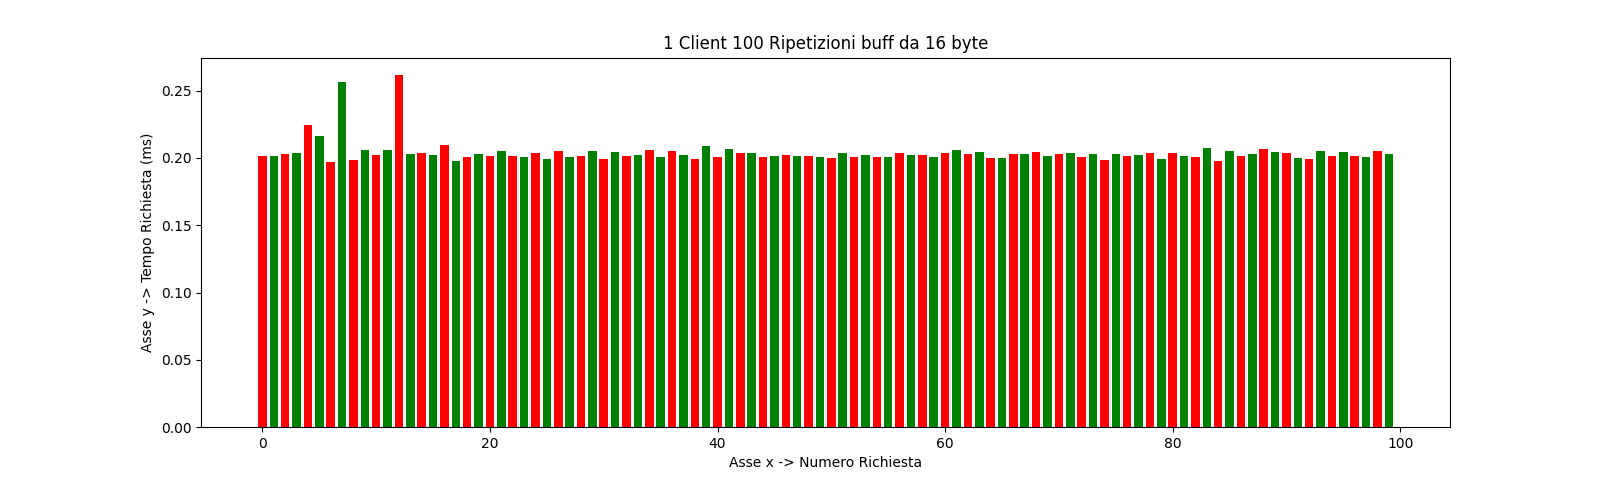 1 Client 100 Ripetizioni buff da 16 byte
Asse y -> Tempo Richiesta (ms)
0.25
0.20
0.15
0.10
0.05
0.00
0 20 40 60 80 100
Asse x -> Numero Richiesta